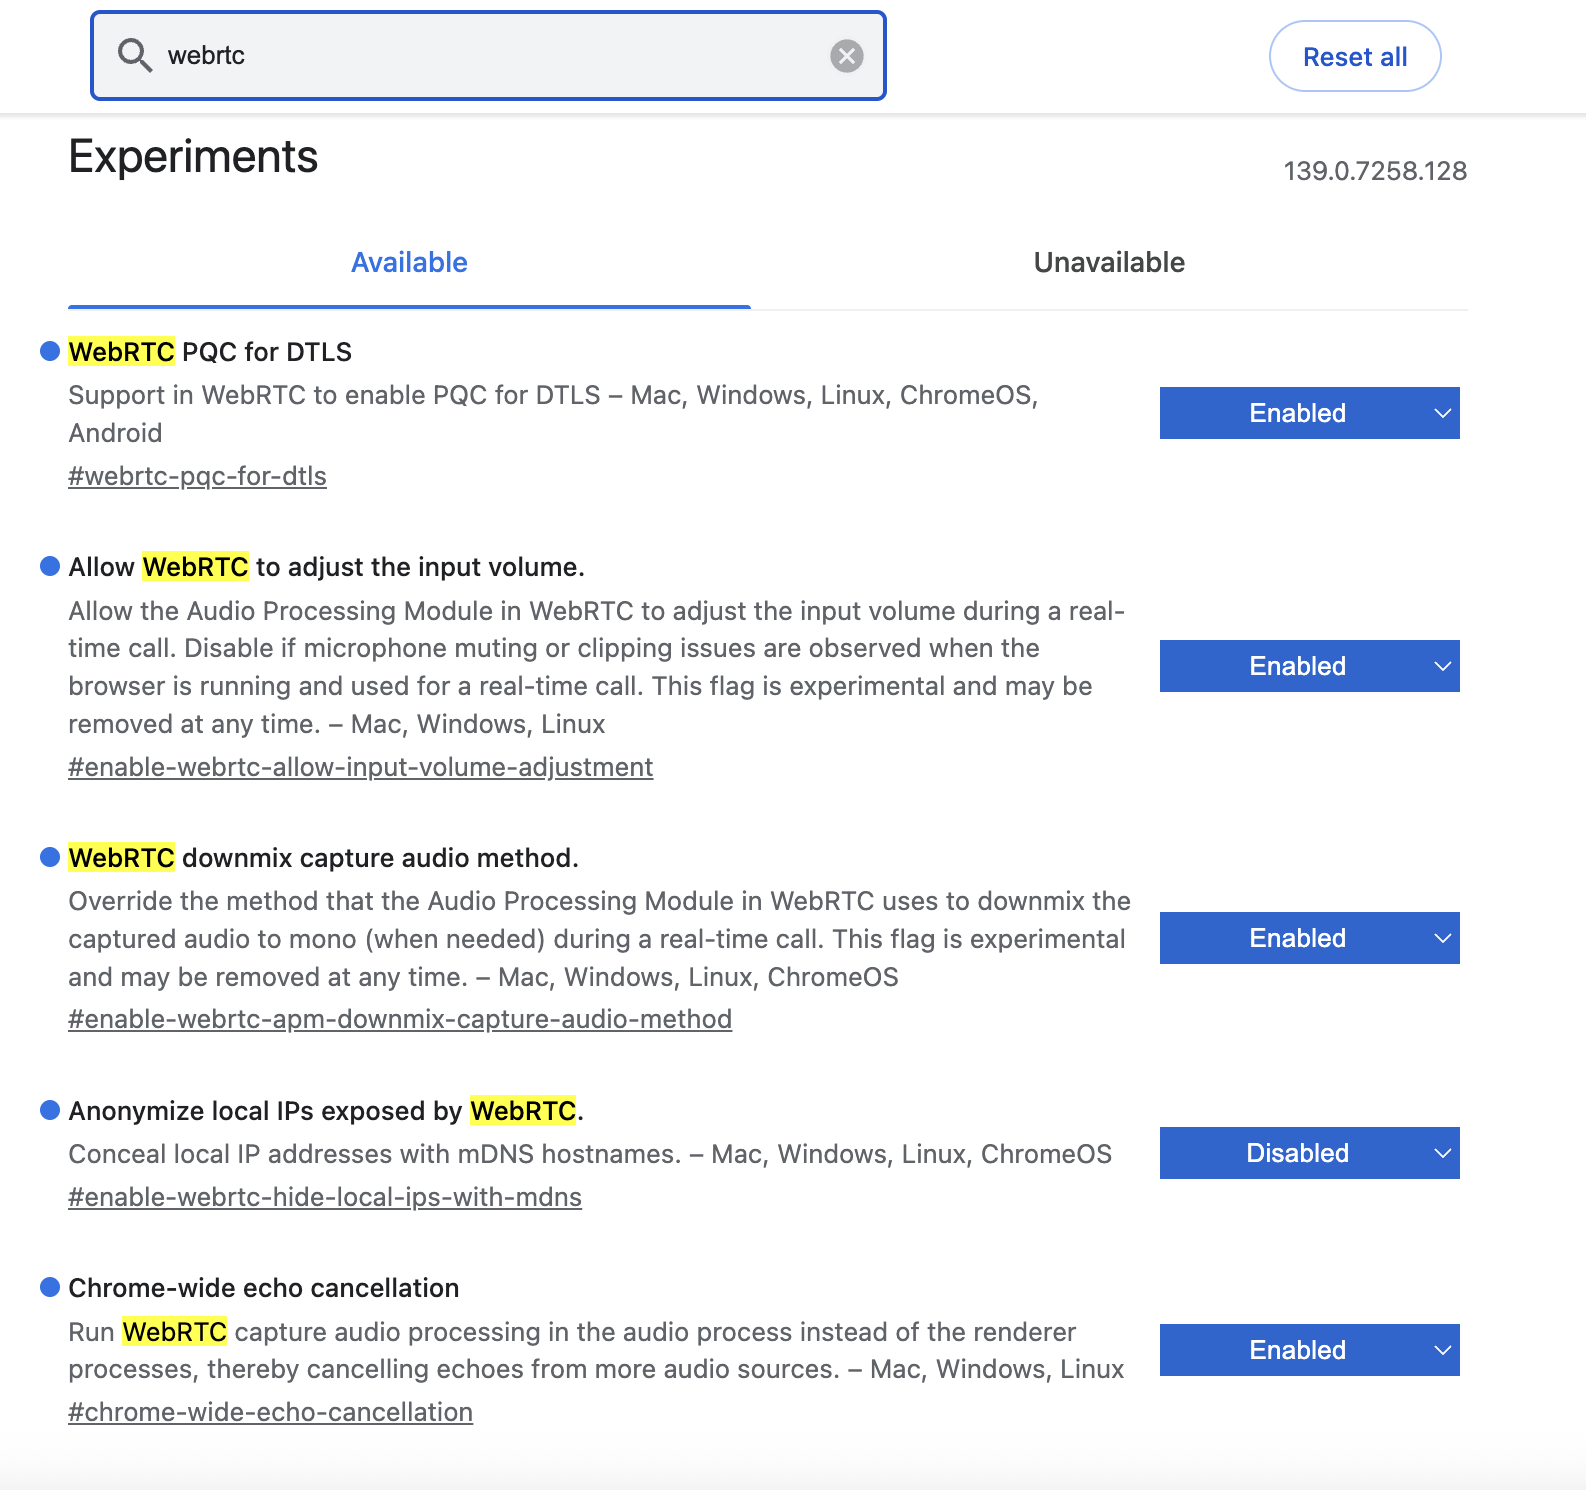 webrtc
Reset all
Experiments
139.0.7258.128
Available
Unavailable
WebRTC PQC for DTLS
Support in WebRTC to enable PQC for DTLS – Mac, Windows, Linux, ChromeOS,
Android
#webrtc-pqc-for-dtls
Enabled
Allow WebRTC to adjust the input volume.
Allow the Audio Processing Module in WebRTC to adjust the input volume during a real-
time call. Disable if microphone muting or clipping issues are observed when the
browser is running and used for a real-time call. This flag is experimental and may be
removed at any time. – Mac, Windows, Linux
#enable-webrtc-allow-input-volume-adjustment
Enabled
WebRTC downmix capture audio method.
Override the method that the Audio Processing Module in WebRTC uses to downmix the
captured audio to mono (when needed) during a real-time call. This flag is experimental
and may be removed at any time. – Mac, Windows, Linux, ChromeOS
#enable-webrtc-apm-downmix-capture-audio-method
Enabled
Anonymize local IPs exposed by WebRTC.
Conceal local IP addresses with mDNS hostnames. – Mac, Windows, Linux, ChromeOS
#enable-webrtc-hide-local-ips-with-mdns
Disabled
Chrome-wide echo cancellation
Run WebRTC capture audio processing in the audio process instead of the renderer
processes, thereby cancelling echoes from more audio sources. – Mac, Windows, Linux
#chrome-wide-echo-cancellation
Enabled